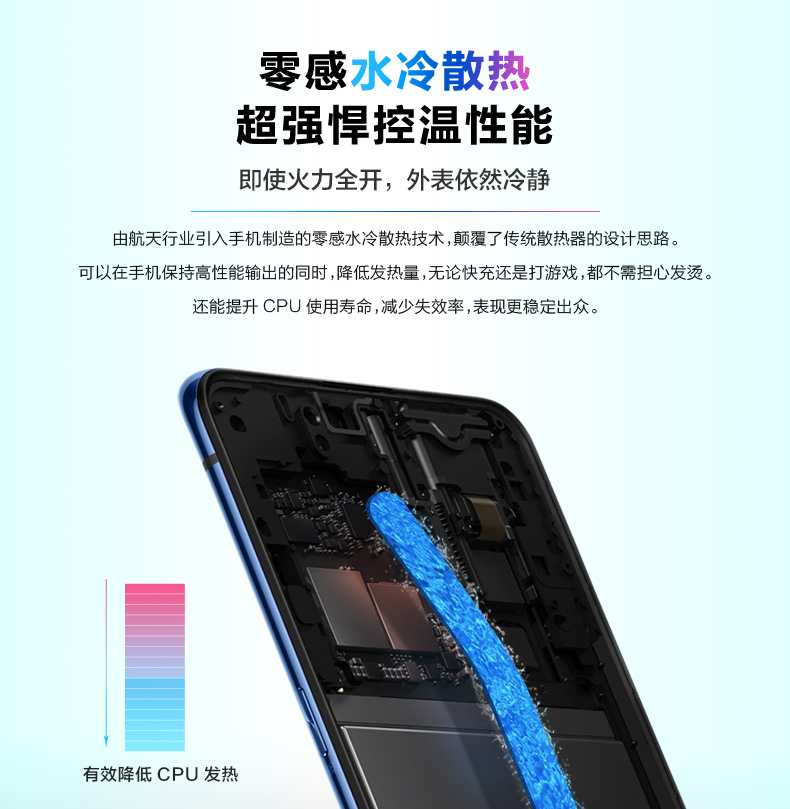 零感水冷散热
超强悍控温性能
即使火力全开，外表依然冷静
由航天行业引入手机制造的零感水冷散热技术，颠覆了传统散热器的设计思路。
可以在手机保持高性能输出的同时，降低发热量，无论快充还是打游戏，都不需担心发烫。
还能提升 CPU 使用寿命，减少失效率，表现更稳定出众。
有效降低 CPU 发热